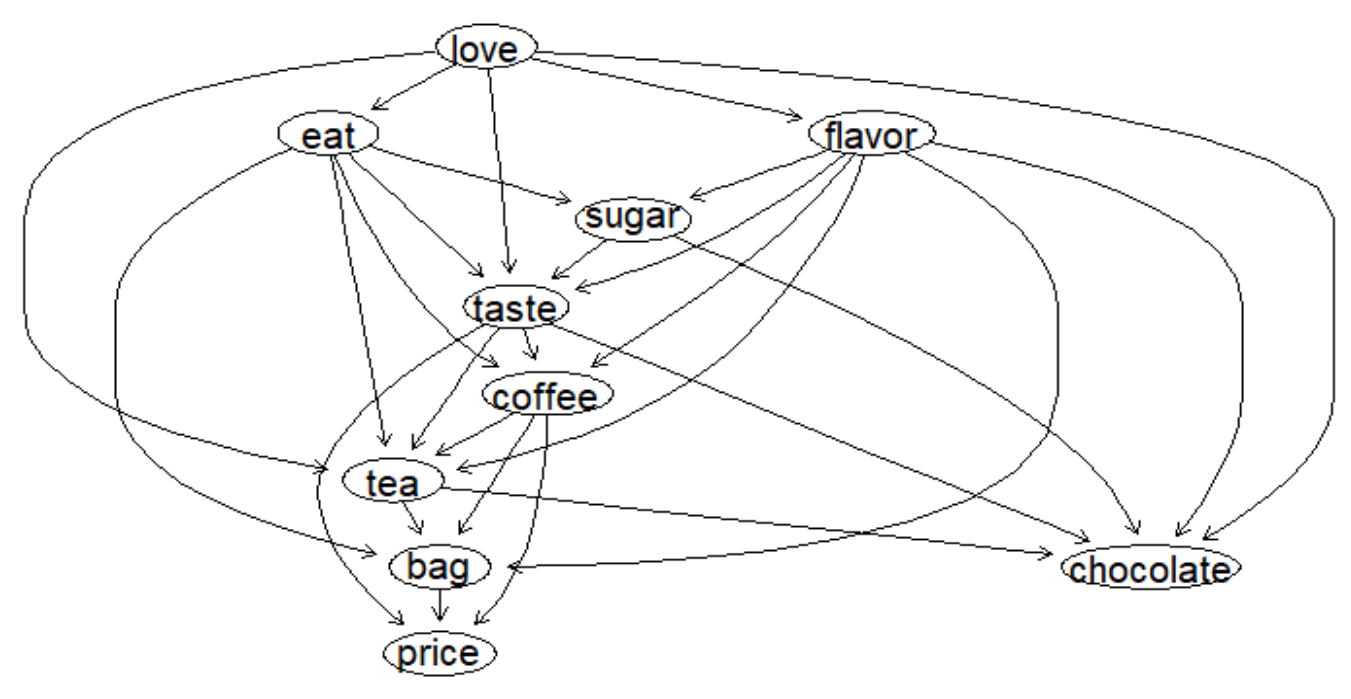 love
eat
flavor
sugar
taste
coffee
tea
bag
chocolate
price